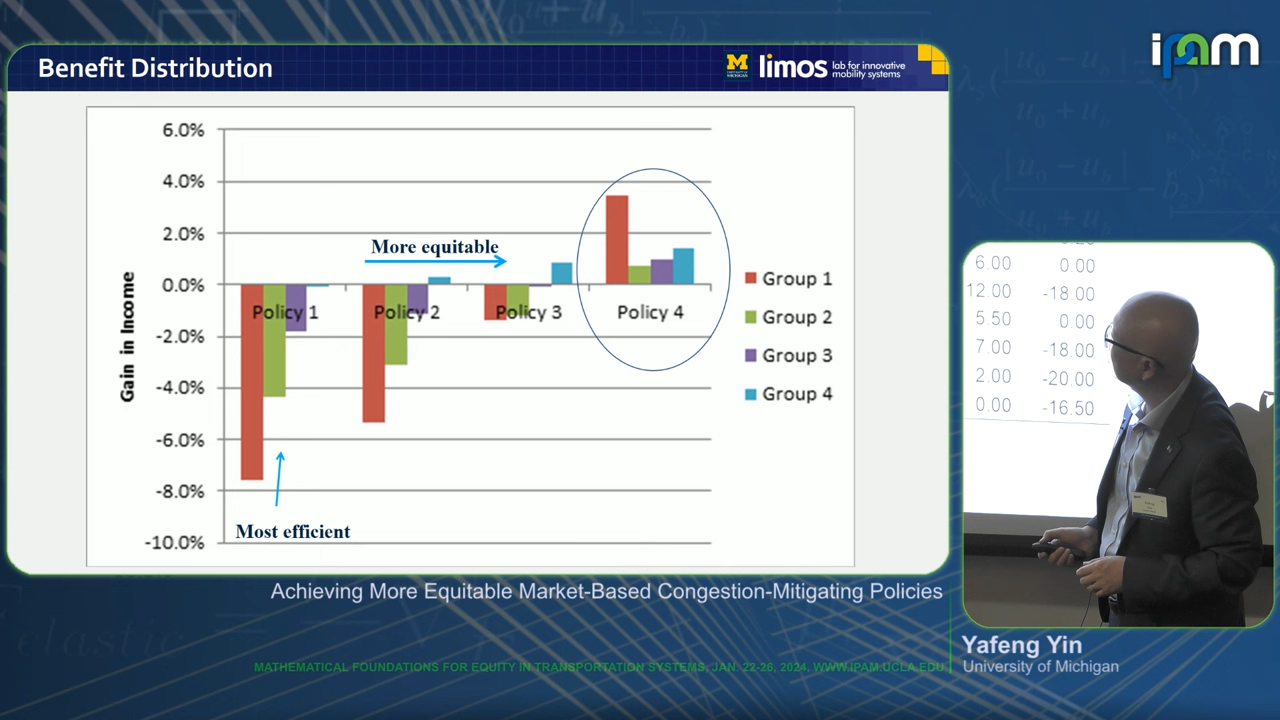 Benefit Distribution
M
limos lab for innovative
mobility systems
ipam
6.0%
4.0%
2.0%
0.0%
-2.0%
-4.0%
-6.0%
-8.0%
-10.0%
Gain in Income
More equitable
Policy 1
Policy 2
Policy 3
Policy 4
Most efficient
Group 1
Group 2
Group 3
Group 4
6.00 0.00
12.00 -18.00
5.50 0.00
7.00 -18.00
2.00 -20.00
0.00 -16.50
Achieving More Equitable Market-Based Congestion-Mitigating Policies
Yafeng Yin
University of Michigan
MATHEMATICAL FOUNDATIONS FOR EQUITY IN TRANSPORTATION SYSTEMS, JAN. 22-26, 2024, WWW.IPAM.UCLA.EDU